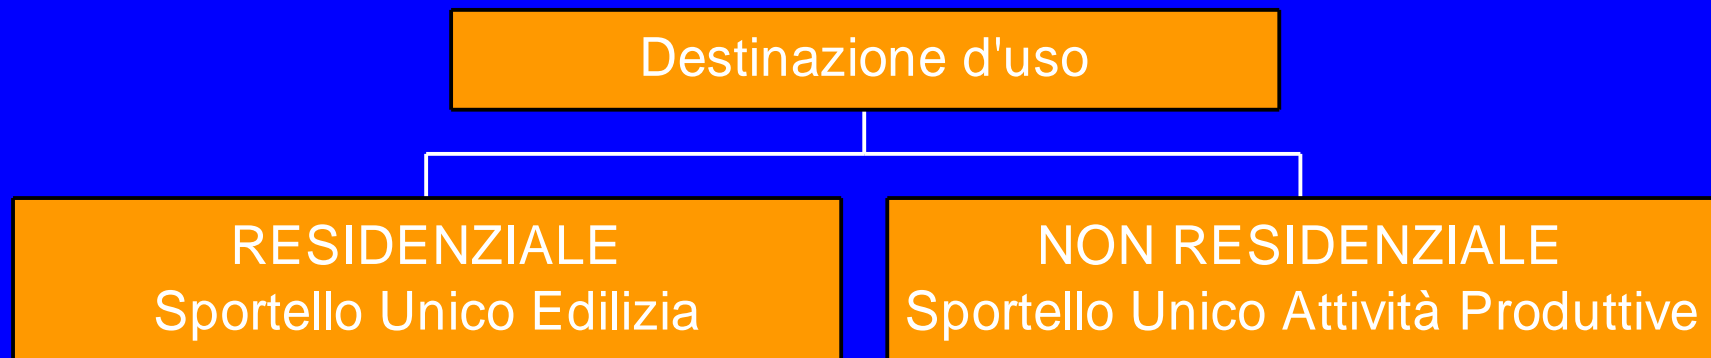 Destinazione d'uso
RESIDENZIALE
Sportello Unico Edilizia
NON RESIDENZIALE
Sportello Unico Attività Produttive